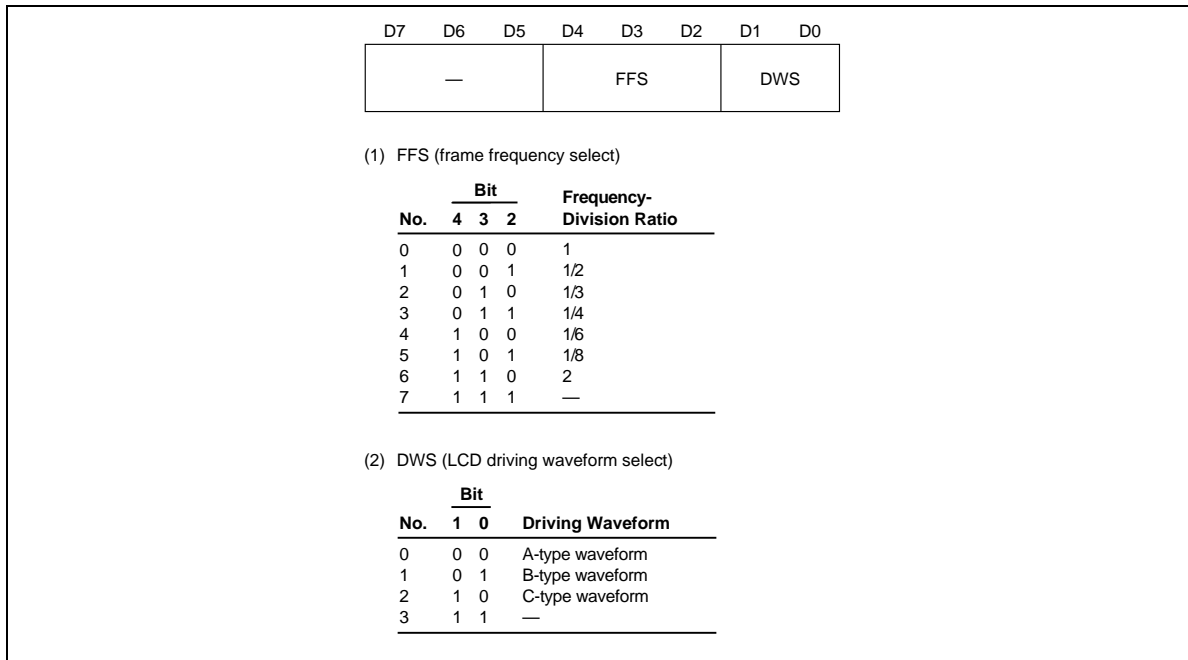 D7 D6 D5 D4 D3 D2 D1 D0
— FFS DWS
(1) FFS (frame frequency select)
Bit
Frequency-
No. 4 3 2 Division Ratio
0 0 0 0 1
1 0 0 1 1/2
2 0 1 0 1/3
3 0 1 1 1/4
4 1 0 0 1/6
5 1 0 1 1/8
6 1 1 0 2
7 1 1 1 —
(2) DWS (LCD driving waveform select)
Bit
No. 1 0 Driving Waveform
0 0 0 A-type waveform
1 0 1 B-type waveform
2 1 0 C-type waveform
3 1 1 —